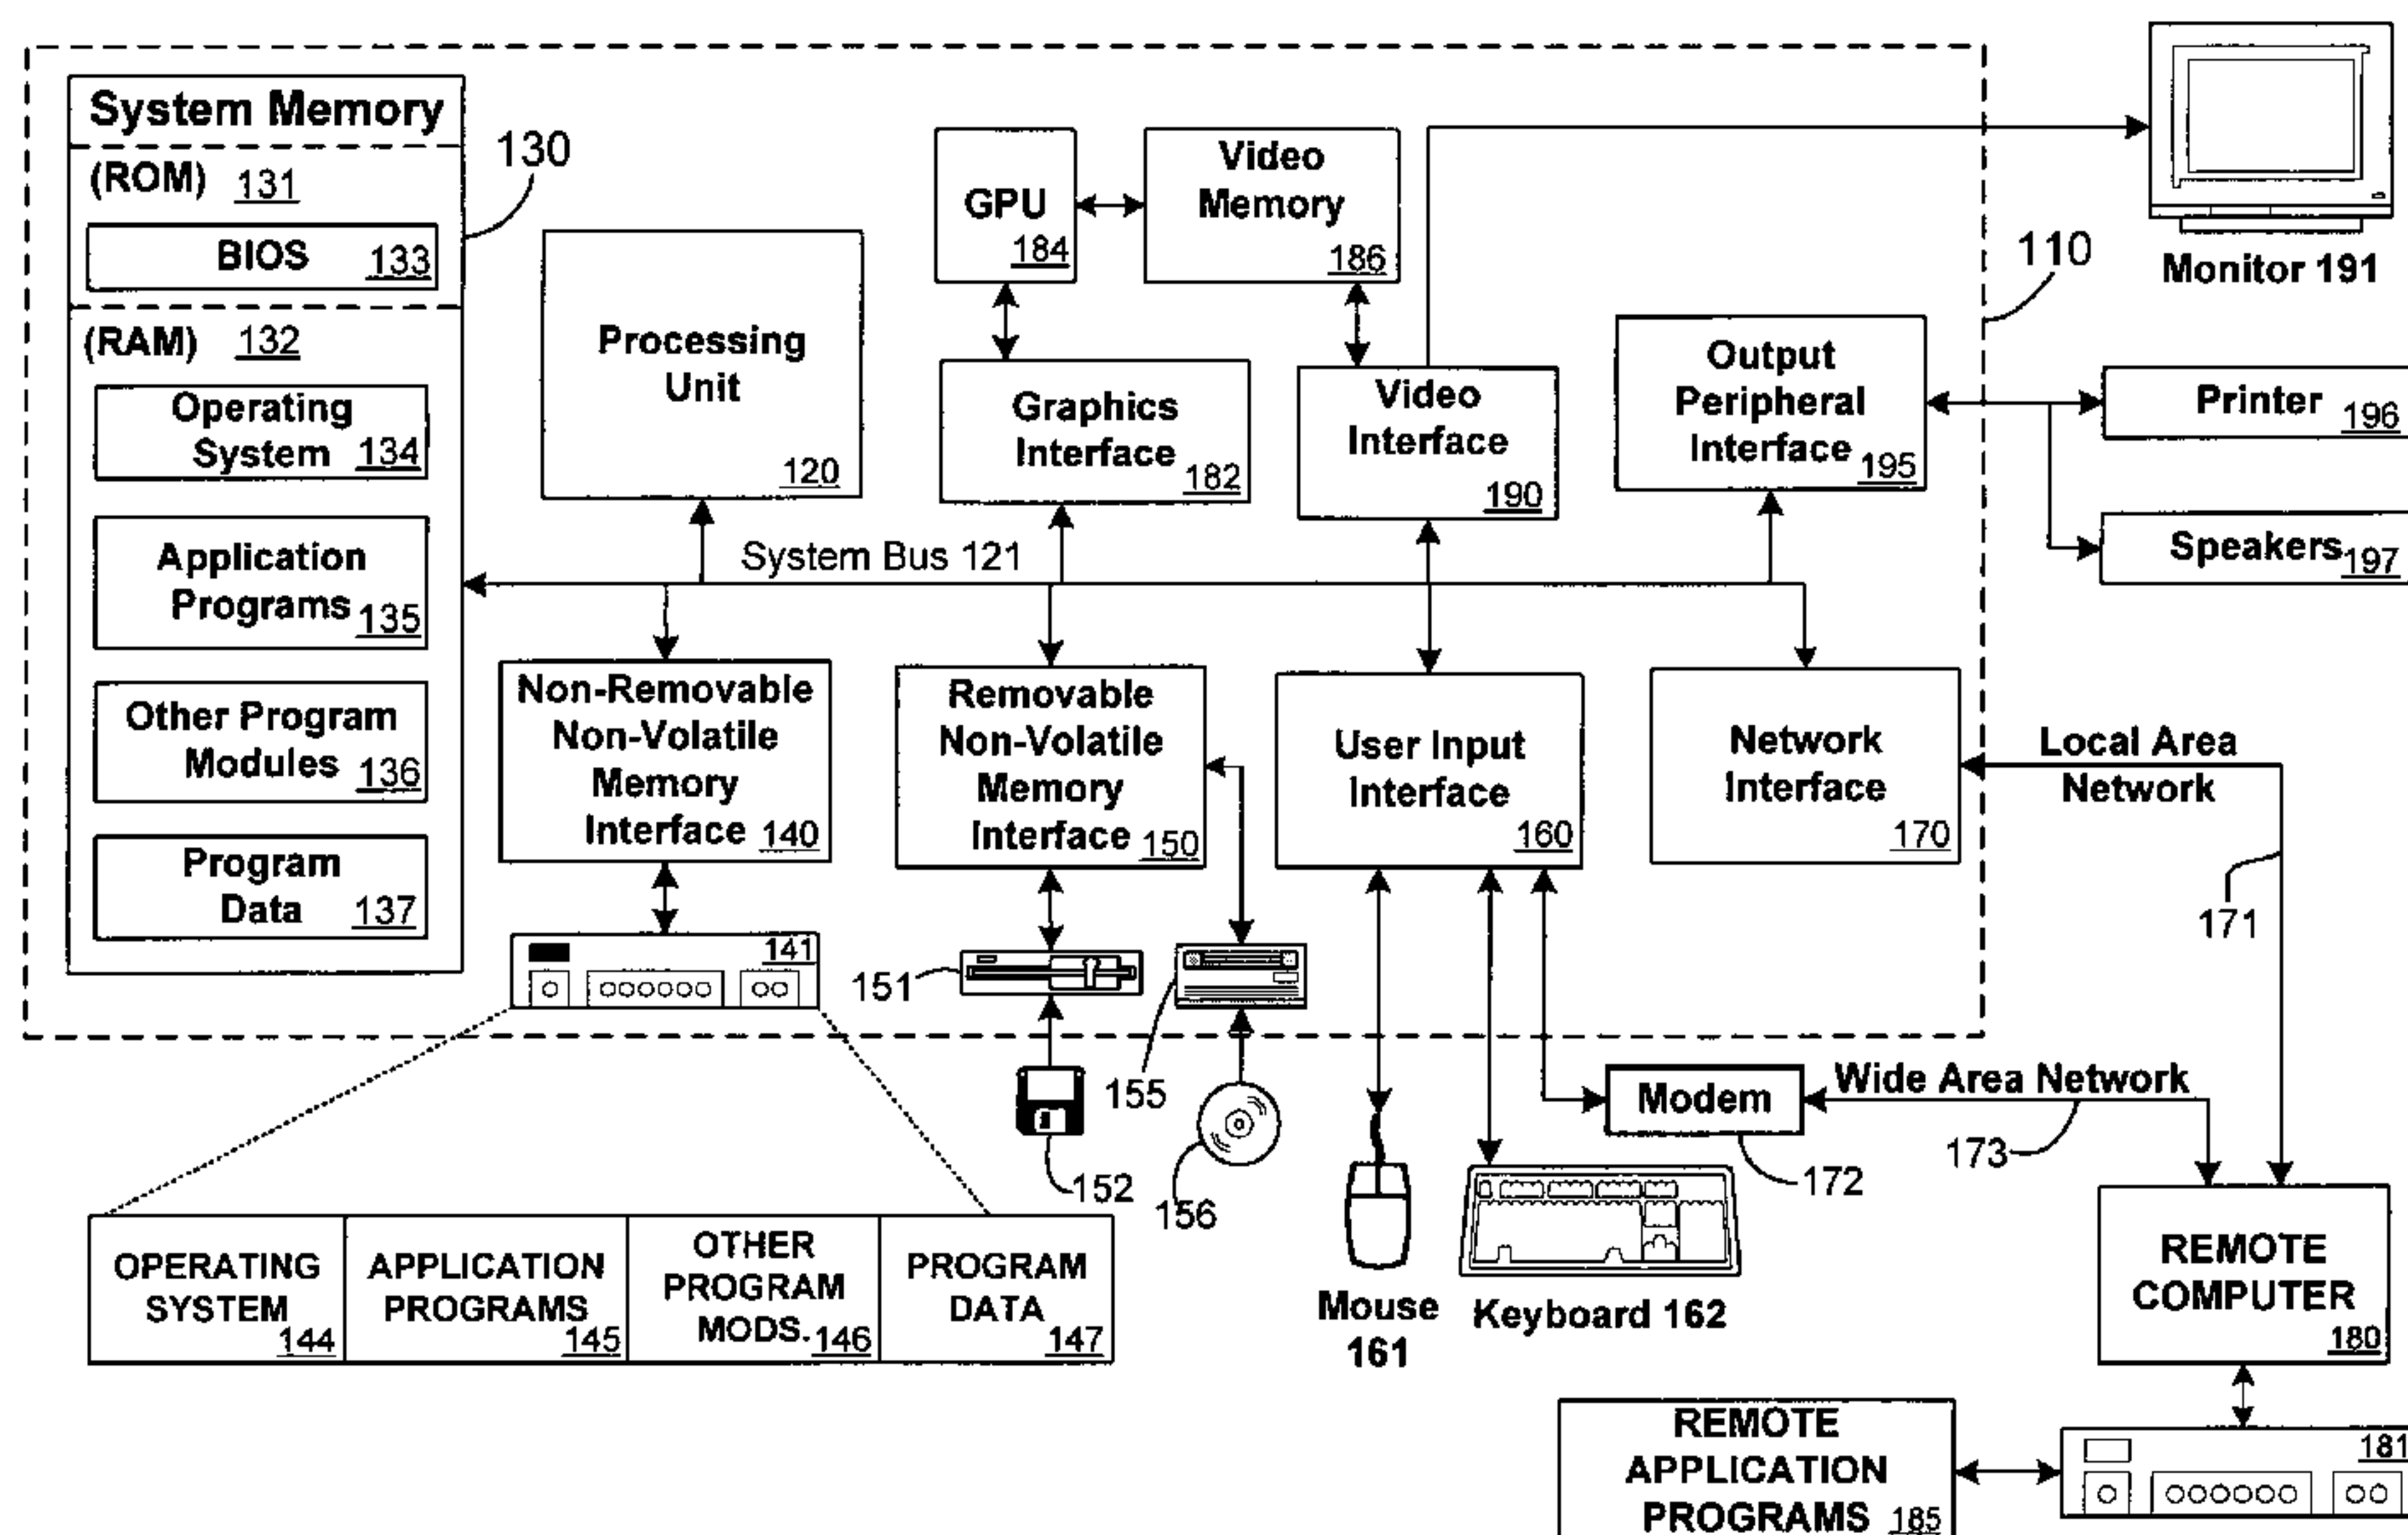 System Memory
(ROM) 131
BIOS 133
(RAM) 132
Operating
System 134
Application
Programs 135
Other Program
Modules 136
Program
Data 137
130
Processing
Unit
120
GPU
184
Video
Memory
186
Graphics
Interface
182
Video
Interface
190
Output
Peripheral
Interface 195
110
Monitor 191
Printer 196
Speakers 197
System Bus 121
Non-Removable
Non-Volatile
Memory
Interface 140
Removable
Non-Volatile
Memory
Interface 150
User Input
Interface
160
Network
Interface
170
Local Area
Network
171
141
151
152
155
156
Modem
172
Wide Area Network
173
Mouse
161
Keyboard 162
OPERATING
SYSTEM
144
APPLICATION
PROGRAMS
145
OTHER
PROGRAM
MODS. 146
PROGRAM
DATA
147
REMOTE
COMPUTER
180
181
REMOTE
APPLICATION
PROGRAMS 185